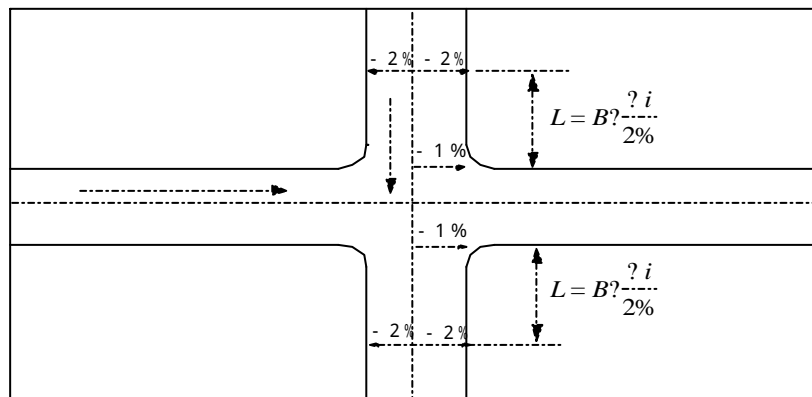 - 2% - 2%
L = B? ? i / 2%
- 1%
- 1%
L = B? ? i / 2%
- 2% - 2%